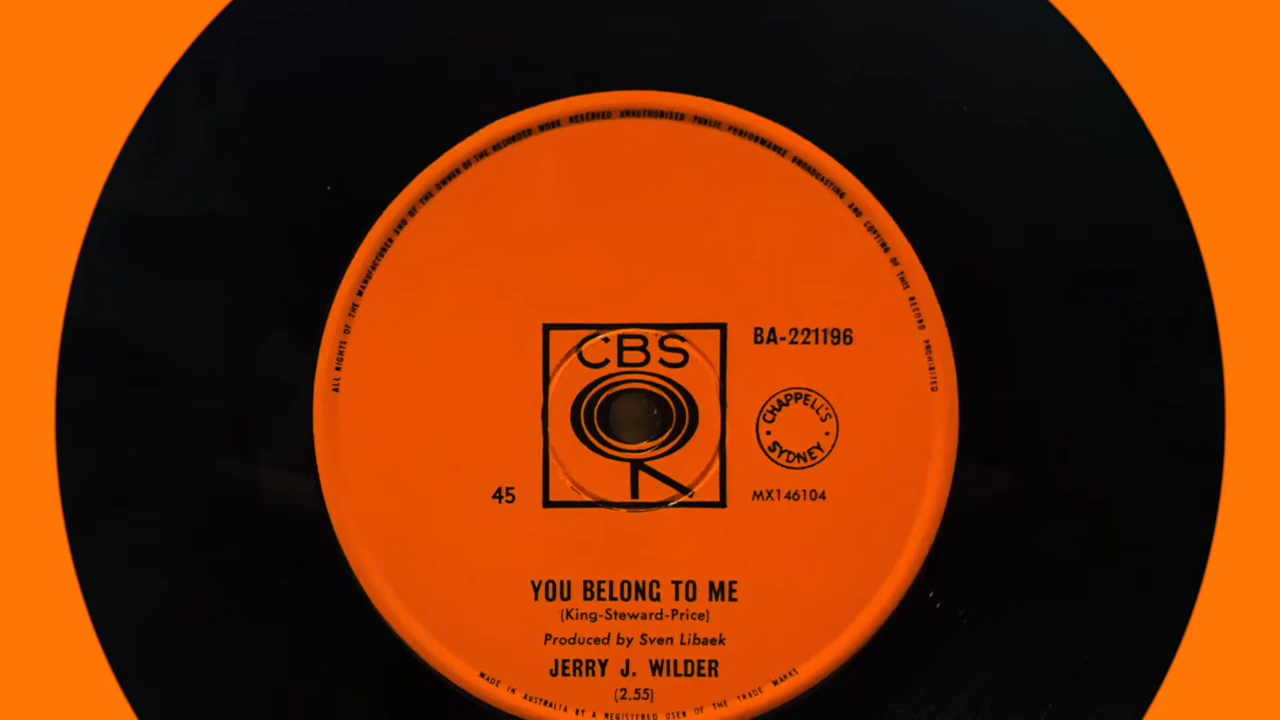 ALL RIGHTS OF THE MANUFACTURER AND OF THE OWNER OF THE RECORDED WORK RESERVED UNAUTHORISED PUBLIC PERFORMANCE BROADCASTING AND COPYING OF THIS RECORD PROHIBITED
CBS
BA-221196
CHAPPELL'S
SYDNEY
45
MX146104
YOU BELONG TO ME
(King-Steward-Price)
Produced by Sven Libaek
JERRY J. WILDER
(2.55)
MADE IN AUSTRALIA BY A REGISTERED USER OF THE TRADE MARKS